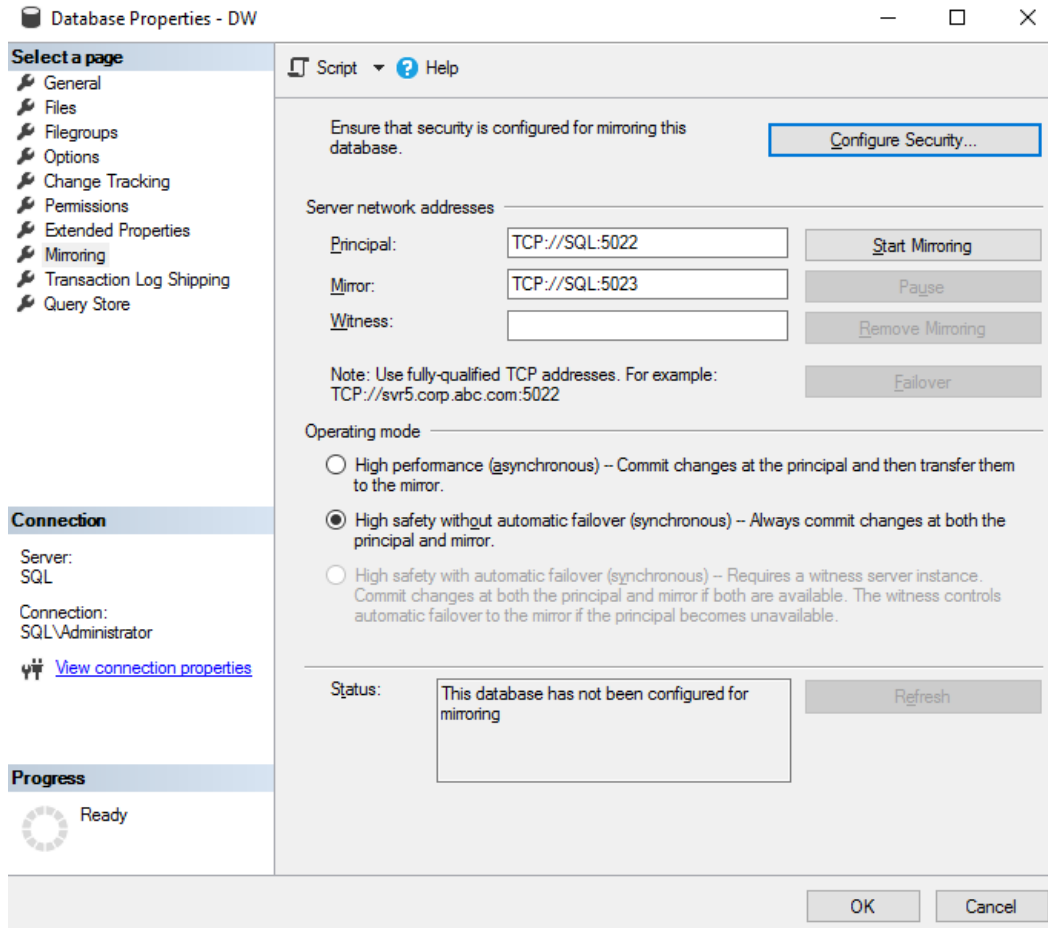 Database Properties - DW
Select a page
General
Files
Filegroups
Options
Change Tracking
Permissions
Extended Properties
Mirroring
Transaction Log Shipping
Query Store
Connection
Server:
SQL
Connection:
SQL\Administrator
View connection properties
Progress
Ready
Script
Help
Ensure that security is configured for mirroring this
database.
Configure Security...
Server network addresses
Principal:
TCP://SQL:5022
Start Mirroring
Mirror:
TCP://SQL:5023
Pause
Witness:
Remove Mirroring
Note: Use fully-qualified TCP addresses. For example:
TCP://svr5.corp.abc.com:5022
Failover
Operating mode
High performance (asynchronous) -- Commit changes at the principal and then transfer them
to the mirror.
High safety without automatic failover (synchronous) -- Always commit changes at both the
principal and mirror.
High safety with automatic failover (synchronous) -- Requires a witness server instance.
Commit changes at both the principal and mirror if both are available. The witness controls
automatic failover to the mirror if the principal becomes unavailable.
Status:
This database has not been configured for
mirroring
Refresh
OK
Cancel